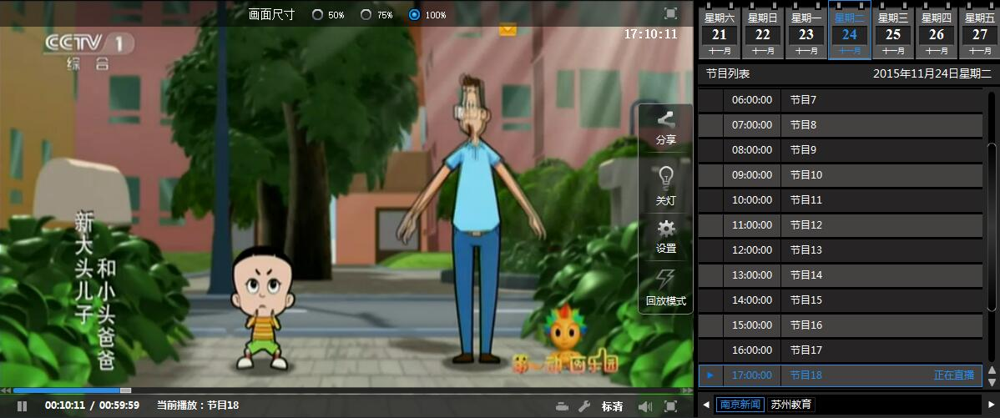 画面尺寸 50% 75% 100%
CCTV 1
综合
17:10:11
新大头儿子
和小头爸爸
分享
关灯
设置
回放模式
第一动画乐园
00:10:11 / 00:59:59 当前播放：节目18
标清
星期六 星期日 星期一 星期二 星期三 星期四 星期五
21 22 23 24 25 26 27
十一月 十一月 十一月 十一月 十一月 十一月 十一月
节目列表 2015年11月24日星期二
06:00:00 节目7
07:00:00 节目8
08:00:00 节目9
09:00:00 节目10
10:00:00 节目11
11:00:00 节目12
12:00:00 节目13
13:00:00 节目14
14:00:00 节目15
15:00:00 节目16
16:00:00 节目17
17:00:00 节目18 正在直播
南京新闻 苏州教育